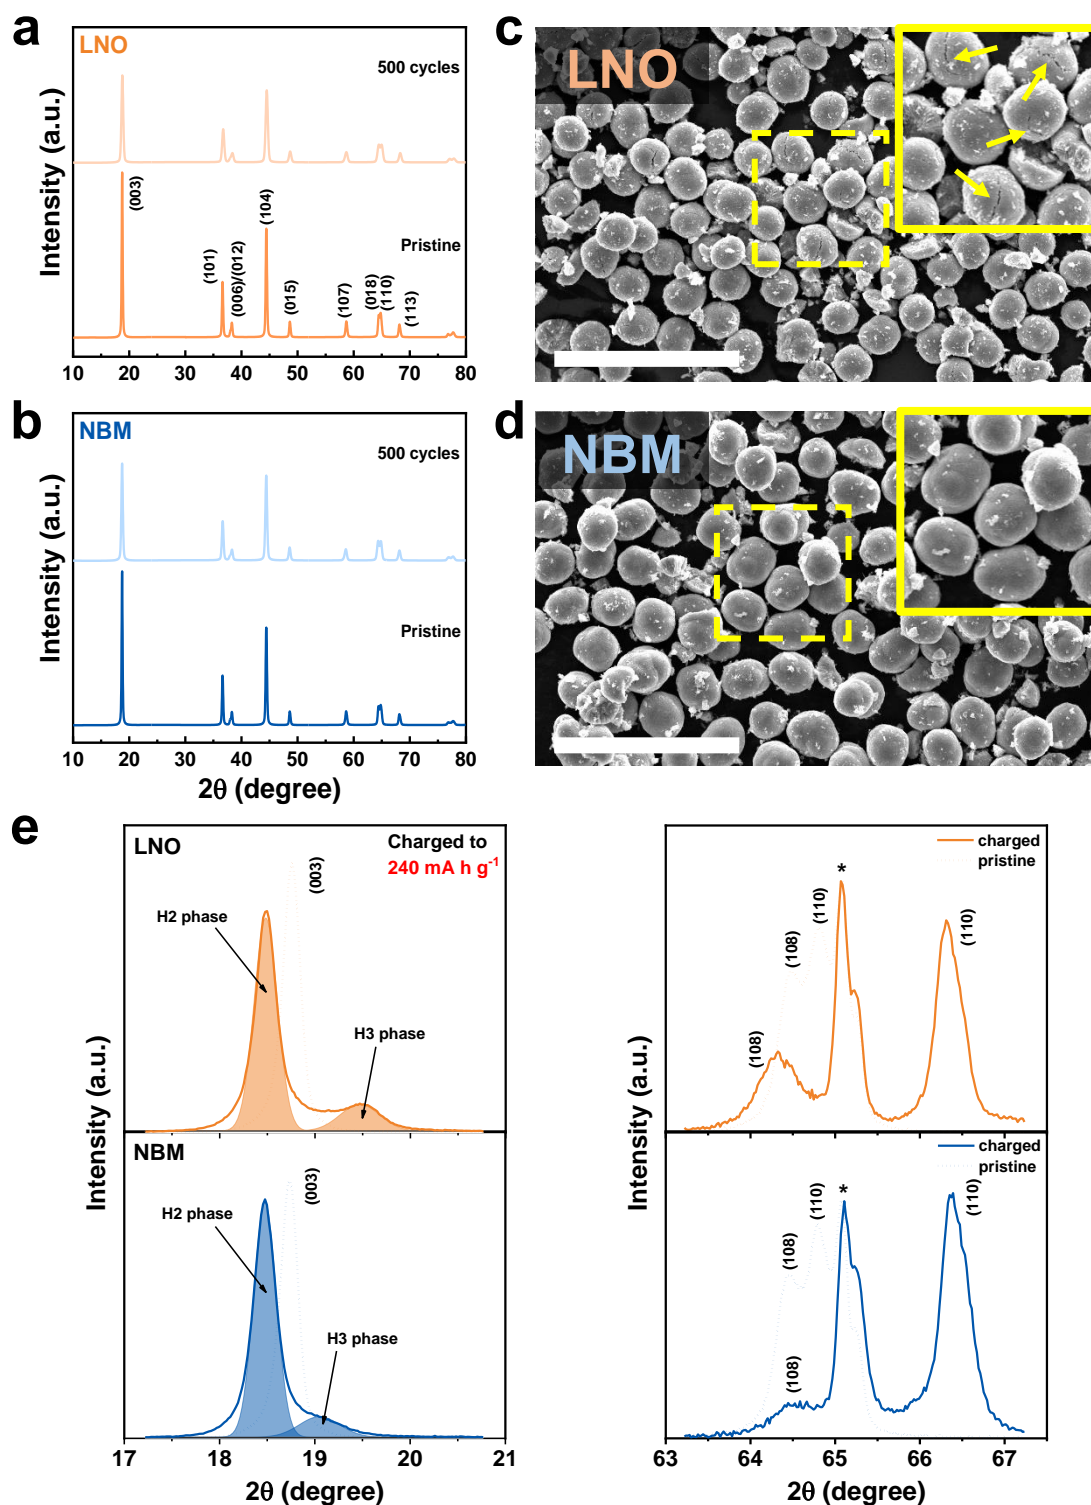 a
LNO
500 cycles
Pristine
(003)
(101)
(006)/(012)
(104)
(015)
(107)
(018)
(110)
(113)
Intensity (a.u.)
10 20 30 40 50 60 70 80
b
NBM
500 cycles
Pristine
Intensity (a.u.)
10 20 30 40 50 60 70 80
2θ (degree)
c
LNO
d
NBM
e
LNO
Charged to
240 mA h g⁻¹
(003)
H2 phase
H3 phase
Intensity (a.u.)
NBM
(003)
H2 phase
H3 phase
17 18 19 20 21
2θ (degree)
charged
pristine
*
(108)
(110)
(108)
(110)
Intensity (a.u.)
charged
pristine
*
(108)
(110)
(108)
(110)
63 64 65 66 67
2θ (degree)